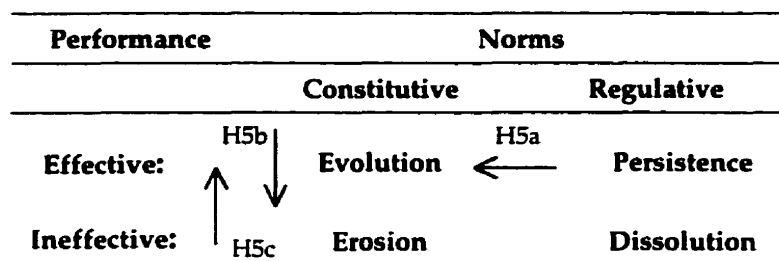 Performance Norms
Constitutive Regulative
H5b H5a
Effective: Evolution Persistence
Ineffective: H5c Erosion Dissolution